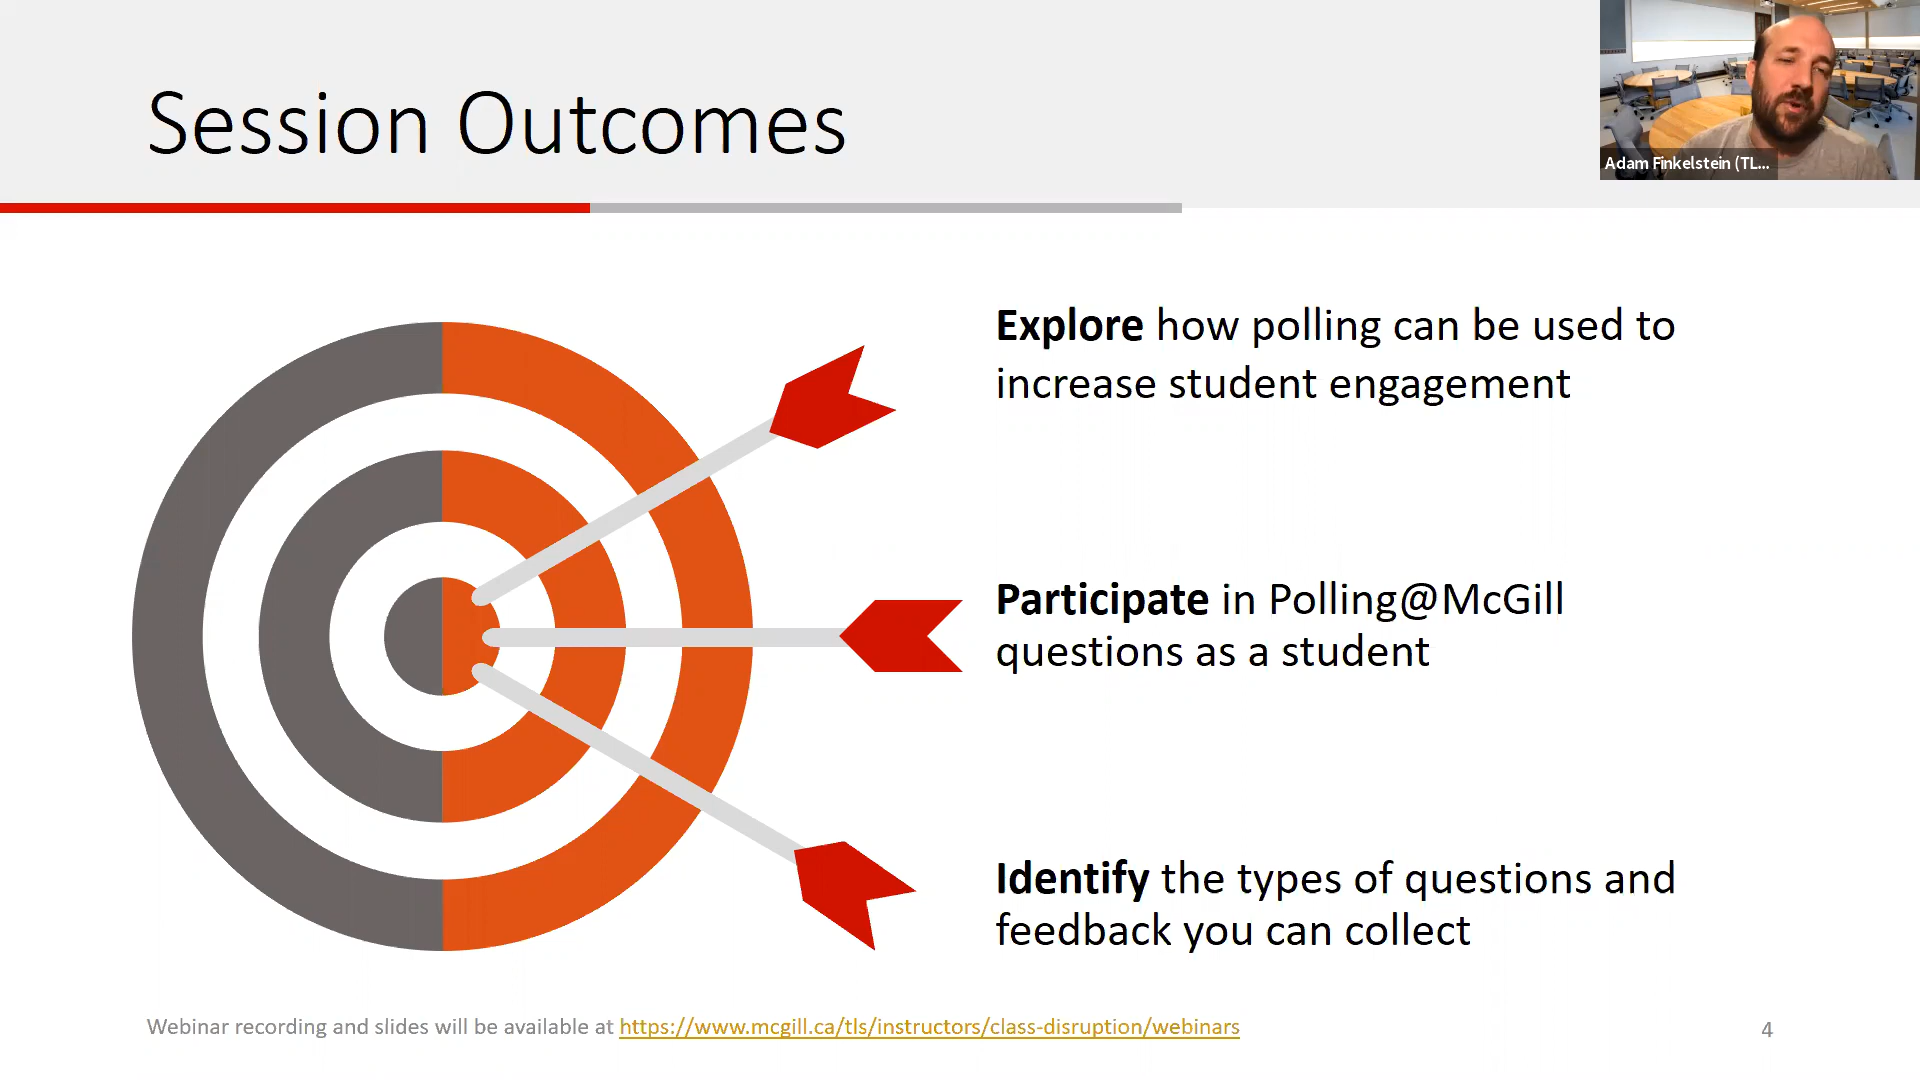 Session Outcomes
Adam Finkelstein (TL...
Explore how polling can be used to
increase student engagement
Participate in Polling@McGill
questions as a student
Identify the types of questions and
feedback you can collect
Webinar recording and slides will be available at https://www.mcgill.ca/tls/instructors/class-disruption/webinars
4